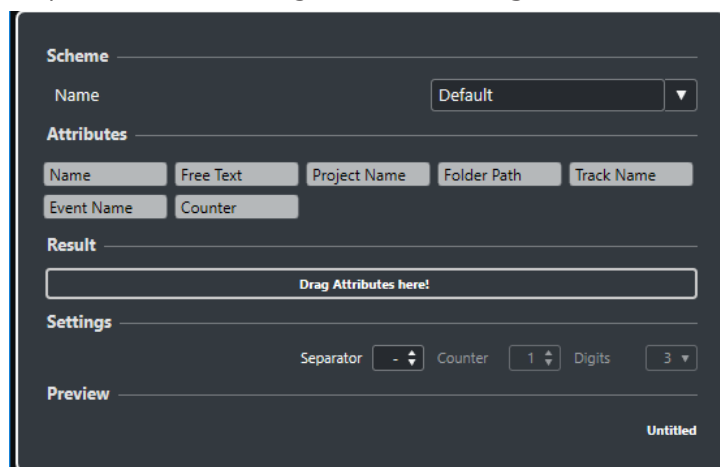 Scheme
Name Default
Attributes
Name Free Text Project Name Folder Path Track Name
Event Name Counter
Result
Drag Attributes here!
Settings
Separator - Counter 1 Digits 3
Preview
Untitled